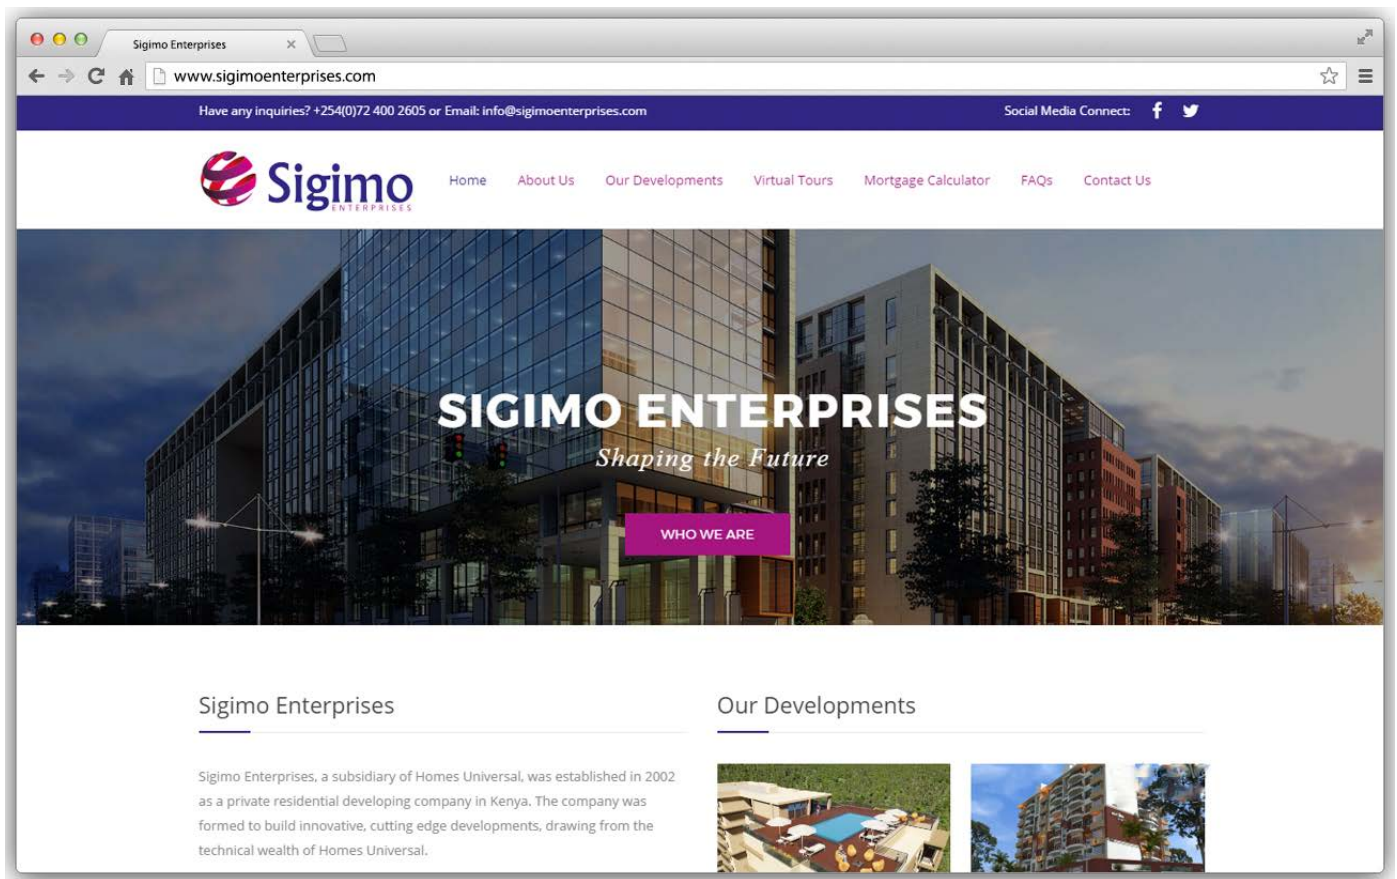 Sigimo Enterprises
www.sigimoenterprises.com
Have any inquiries? +254(0)72 400 2605 or Email: info@sigimoenterprises.com
Social Media Connect:
Sigimo
ENTERPRISES
Home
About Us
Our Developments
Virtual Tours
Mortgage Calculator
FAQs
Contact Us
SIGIMO ENTERPRISES
Shaping the Future
WHO WE ARE
Sigimo Enterprises
Sigimo Enterprises, a subsidiary of Homes Universal, was established in 2002
as a private residential developing company in Kenya. The company was
formed to build innovative, cutting edge developments, drawing from the
technical wealth of Homes Universal.
Our Developments